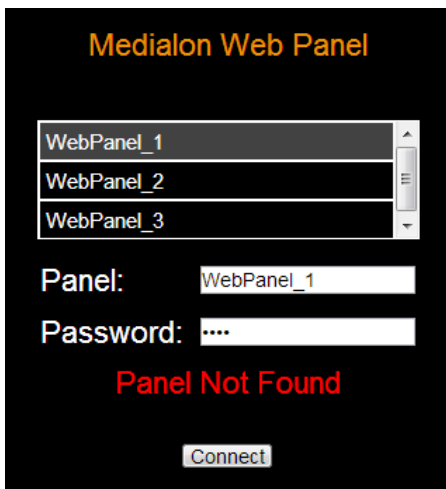 Medialon Web Panel
WebPanel_1
WebPanel_2
WebPanel_3
Panel: WebPanel_1
Password: ••••
Panel Not Found
Connect